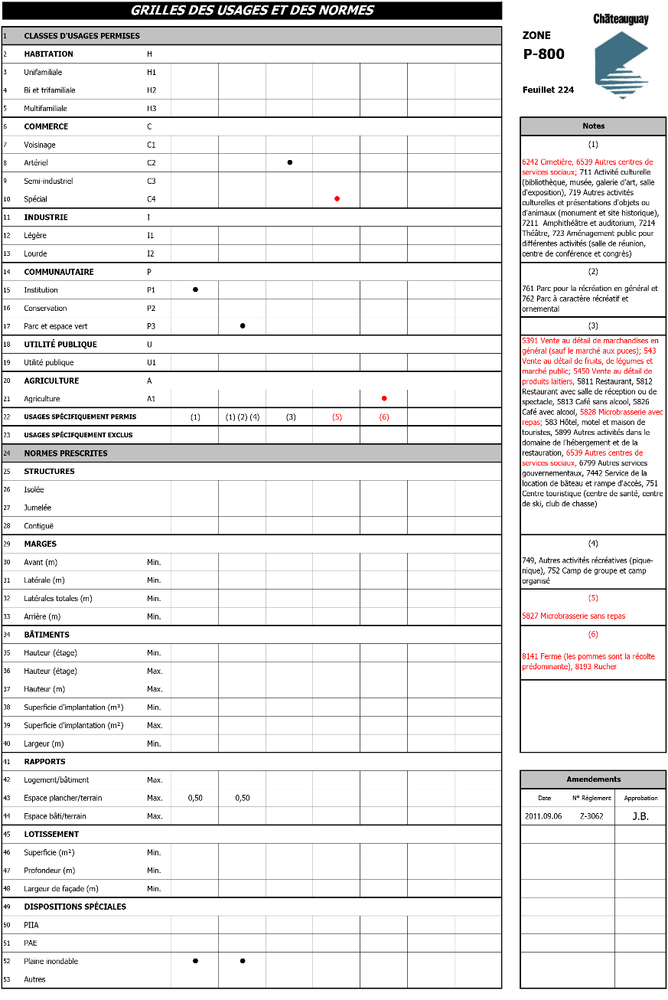 GRILLES DES USAGES ET DES NORMES
1 CLASSES D'USAGES PERMISES
2 HABITATION H
3 Unifamiliale H1
4 Bi et trifamiliale H2
5 Multifamiliale H3
6 COMMERCE C
7 Voisinage C1
8 Artériel C2 ●
9 Semi-industriel C3
10 Spécial C4 ●
11 INDUSTRIE I
12 Légère I1
13 Lourde I2
14 COMMUNAUTAIRE P
15 Institution P1 ●
16 Conservation P2
17 Parc et espace vert P3 ●
18 UTILITÉ PUBLIQUE U
19 Utilité publique U1
20 AGRICULTURE A
21 Agriculture A1 ●
22 USAGES SPÉCIFIQUEMENT PERMIS (1) (1) (2) (4) (3) (5) (6)
23 USAGES SPÉCIFQUEMENT EXCLUS
24 NORMES PRESCRITES
25 STRUCTURES
26 Isolée
27 Jumelée
28 Contiguë
29 MARGES
30 Avant (m) Min.
31 Latérale (m) Min.
32 Latérales totales (m) Min.
33 Arrière (m) Min.
34 BÂTIMENTS
35 Hauteur (étage) Min.
36 Hauteur (étage) Max.
37 Hauteur (m) Max.
38 Superficie d'implantation (m²) Min.
39 Superficie d'implantation (m²) Max.
40 Largeur (m) Min.
41 RAPPORTS
42 Logement/bâtiment Max.
43 Espace plancher/terrain Max. 0,50 0,50
44 Espace bâti/terrain Max.
45 LOTISSEMENT
46 Superficie (m²) Min.
47 Profondeur (m) Min.
48 Largeur de façade (m) Min.
49 DISPOSITIONS SPÉCIALES
50 PIIA
51 PAE
52 Plaine inondable ● ●
53 Autres
Châteauguay
ZONE
P-800
Feuillet 224
Notes
(1)
6242 Cimetière, 6539 Autres centres de
services sociaux; 711 Activité culturelle
(bibliothèque, musée, galerie d'art, salle
d'exposition), 719 Autres activités
culturelles et présentations d'objets ou
d'animaux (monument et site historique),
7211 Amphithéâtre et auditorium, 7214
Théâtre, 723 Aménagement public pour
différentes activités (salle de réunion,
centre de conférence et congrès)
(2)
761 Parc pour la récréation en général et
762 Parc à caractère récréatif et
ornemental
(3)
5391 Vente au détail de marchandises en
général (sauf le marché aux puces); 543
Vente au détail de fruits, de légumes et
marché public; 5450 Vente au détail de
produits laitiers, 5811 Restaurant, 5812
Restaurant avec salle de réception ou de
spectacle, 5813 Café sans alcool, 5826
Café avec alcool, 5828 Microbrasserie avec
repas; 583 Hôtel, motel et maison de
touristes, 5899 Autres activités dans le
domaine de l'hébergement et de la
restauration, 6539 Autres centres de
services sociaux, 6799 Autres services
gouvernementaux, 7442 Service de la
location de bâteau et rampe d'accès, 751
Centre touristique (centre de santé, centre
de ski, club de chasse)
(4)
749, Autres activités récréatives (pique-
nique), 752 Camp de groupe et camp
organisé
(5)
5827 Microbrasserie sans repas
(6)
8141 Ferme (les pommes sont la récolte
prédominante), 8193 Rucher
Amendements
Date N° Règlement Approbation
2011.09.06 Z-3062 J.B.